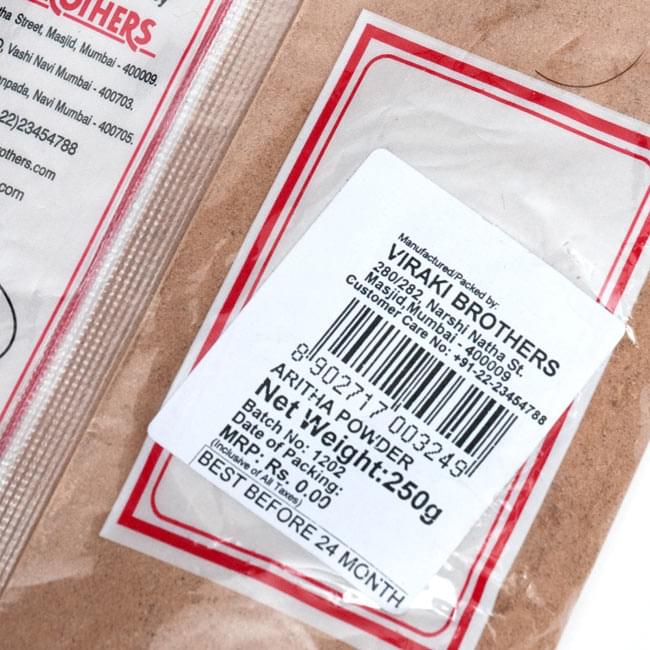 ROTHERS
tha Street, Masjid, Mumbai - 400009.
D, Vashi Navi Mumbai - 400703.
anpada, Navi Mumbai - 400705.
22)23454788
rothers.com
.com
Manufactured/Packed by:
VIRAKI BROTHERS
280/282, Narshi Natha St.
Masjid,Mumbai - 400009
Customer Care No: +91-22-23454788
8 902717 003249
ARITHA POWDER
Net Weight:250g
Batch No: 1202
Date of Packing:
MRP: Rs. 0.00
(Inclusive of All Taxes)
BEST BEFORE 24 MONTH